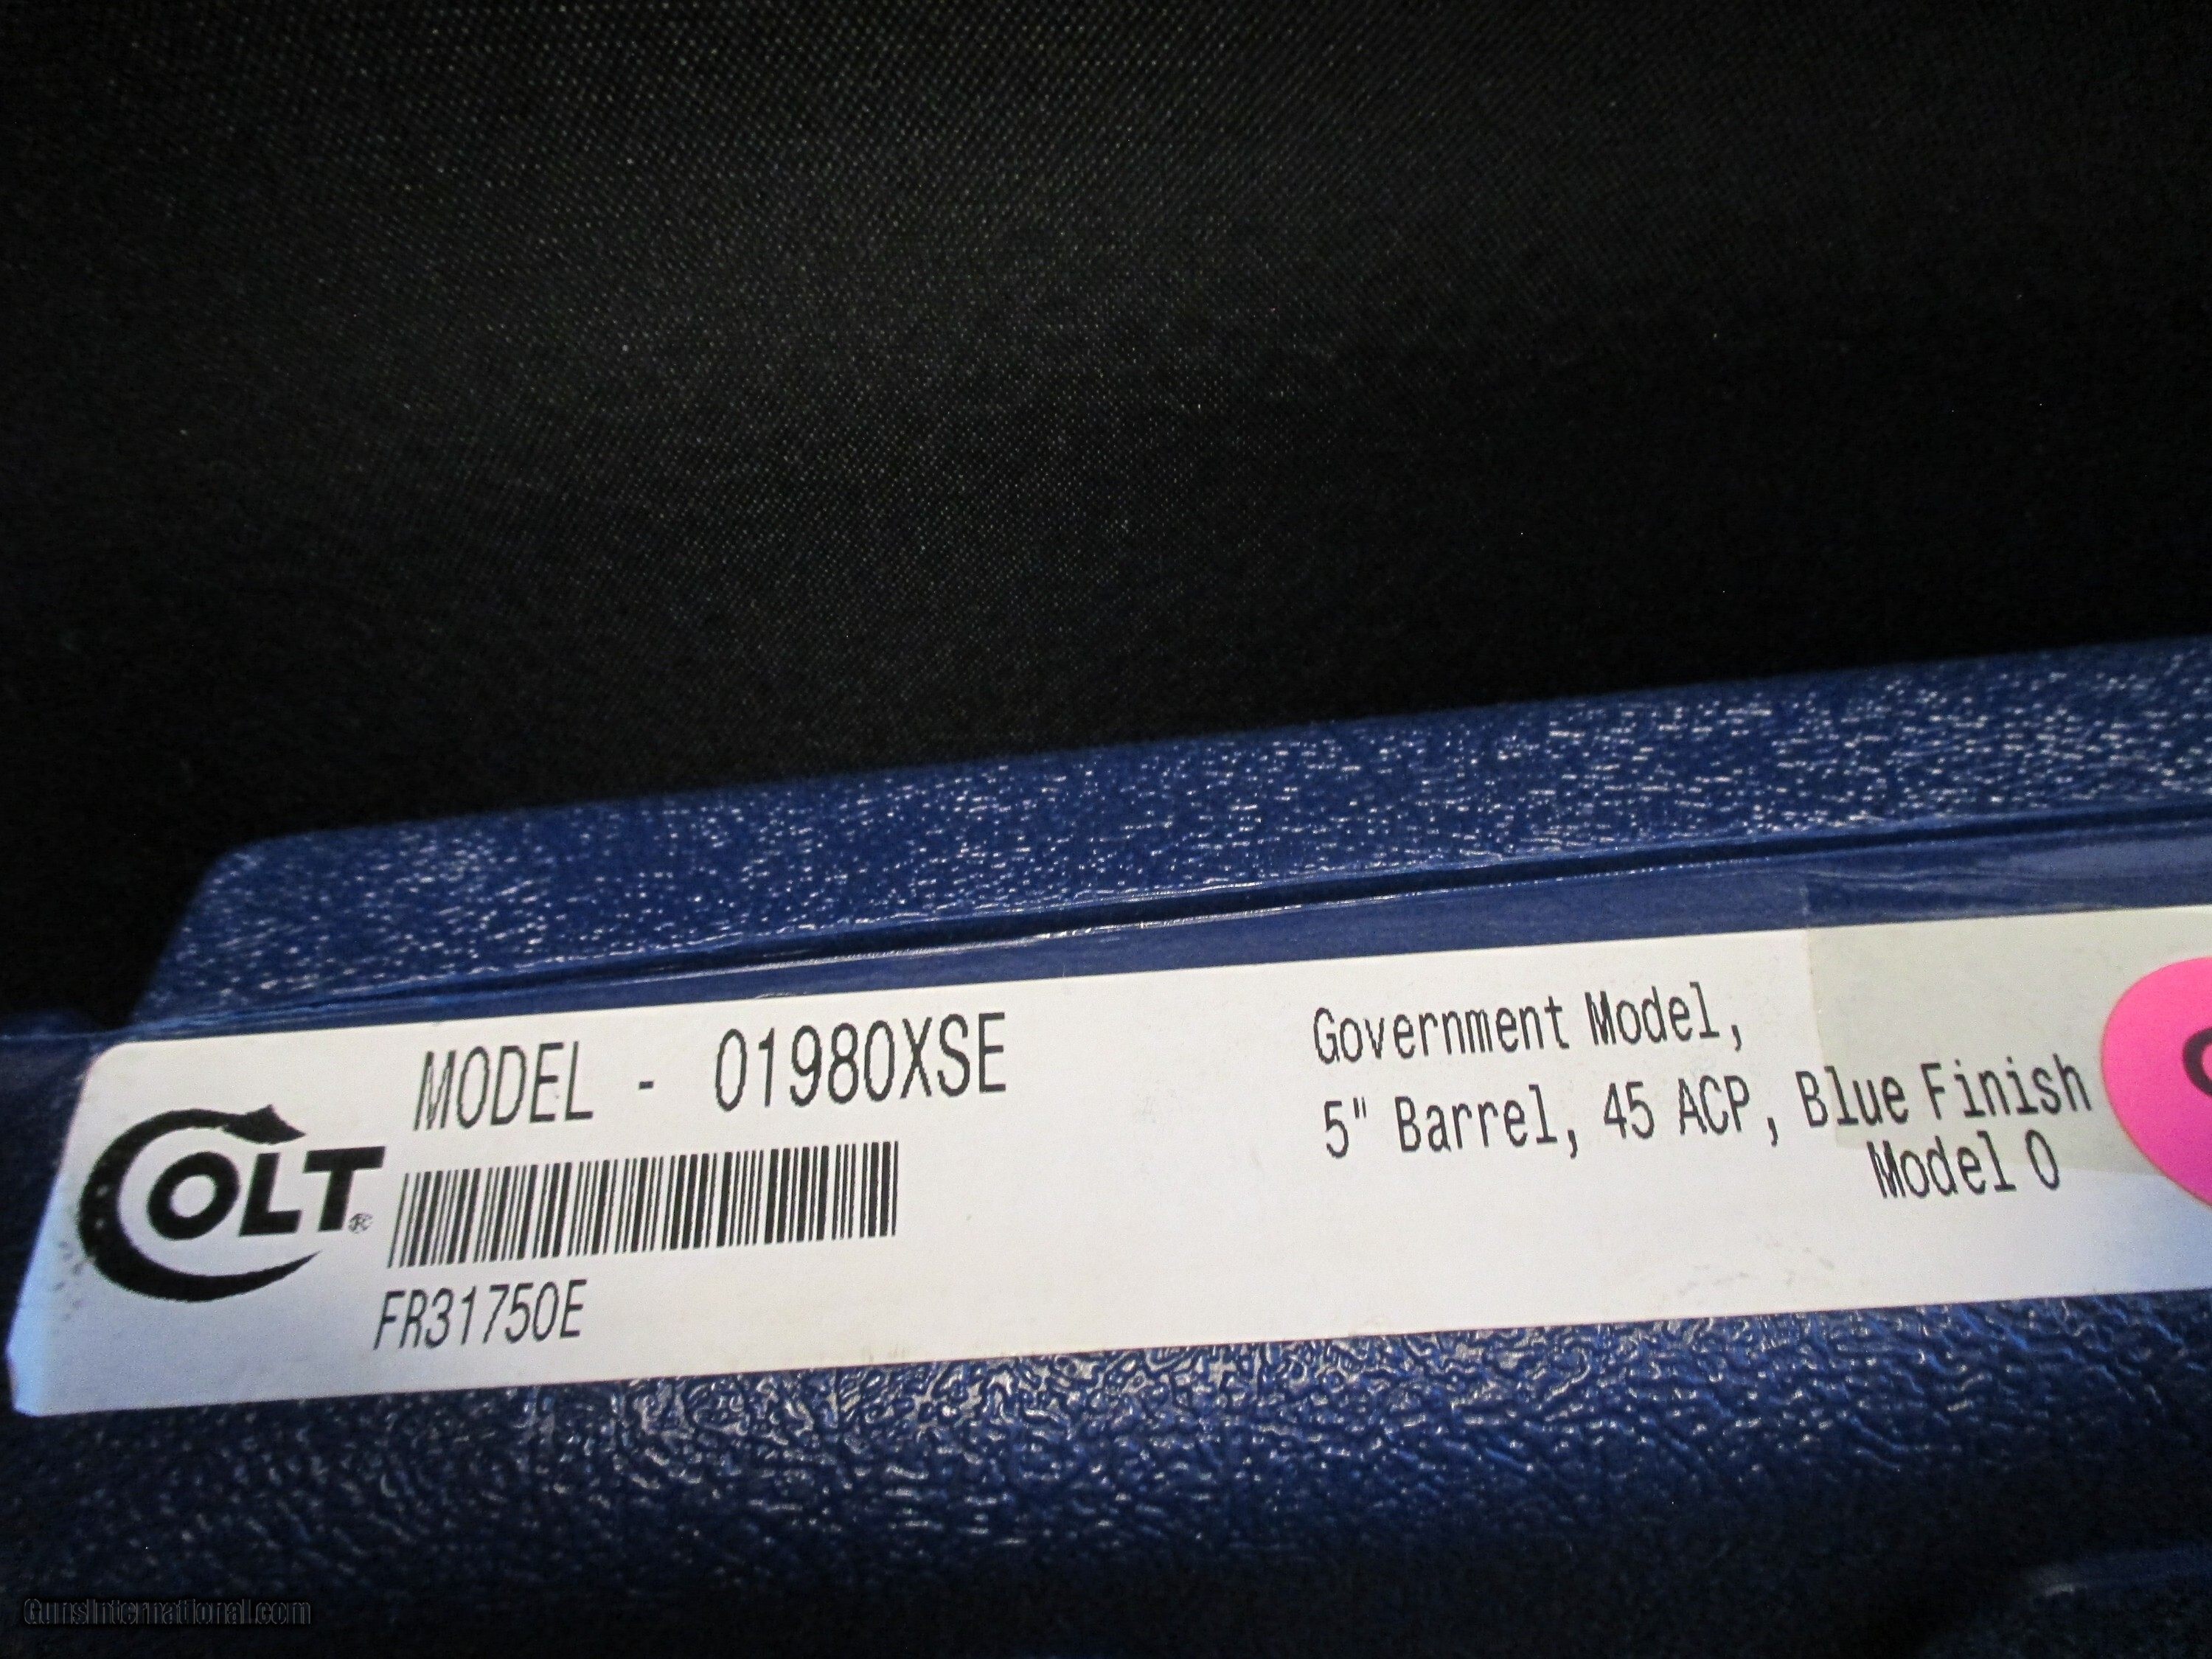 MODEL - 01980XSE
COLT®
FR31750E
Government Model,
5" Barrel, 45 ACP, Blue Finish
Model O
GunsInternational.com